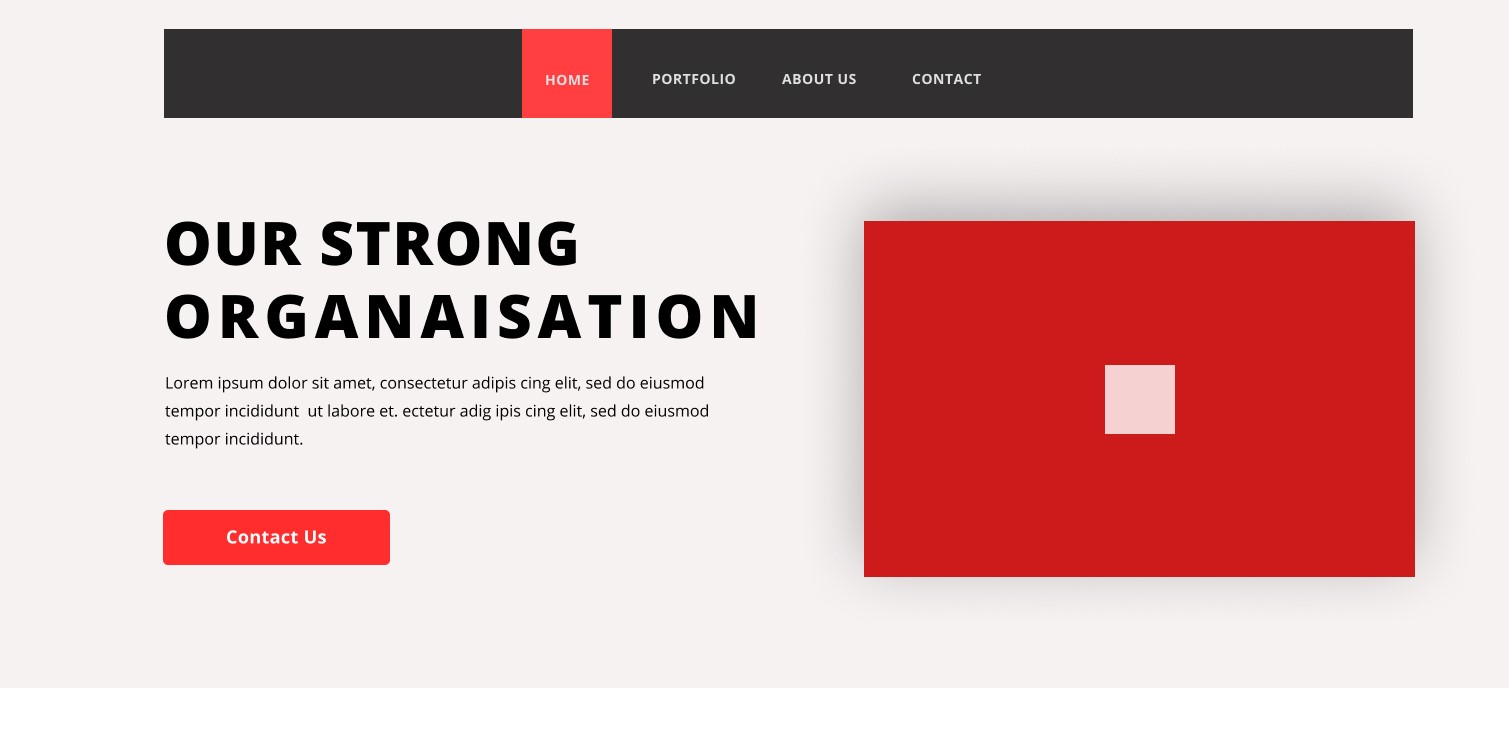 HOME PORTFOLIO ABOUT US CONTACT
OUR STRONG
ORGANAISATION
Lorem ipsum dolor sit amet, consectetur adipis cing elit, sed do eiusmod
tempor incididunt  ut labore et. ectetur adig ipis cing elit, sed do eiusmod
tempor incididunt.
Contact Us